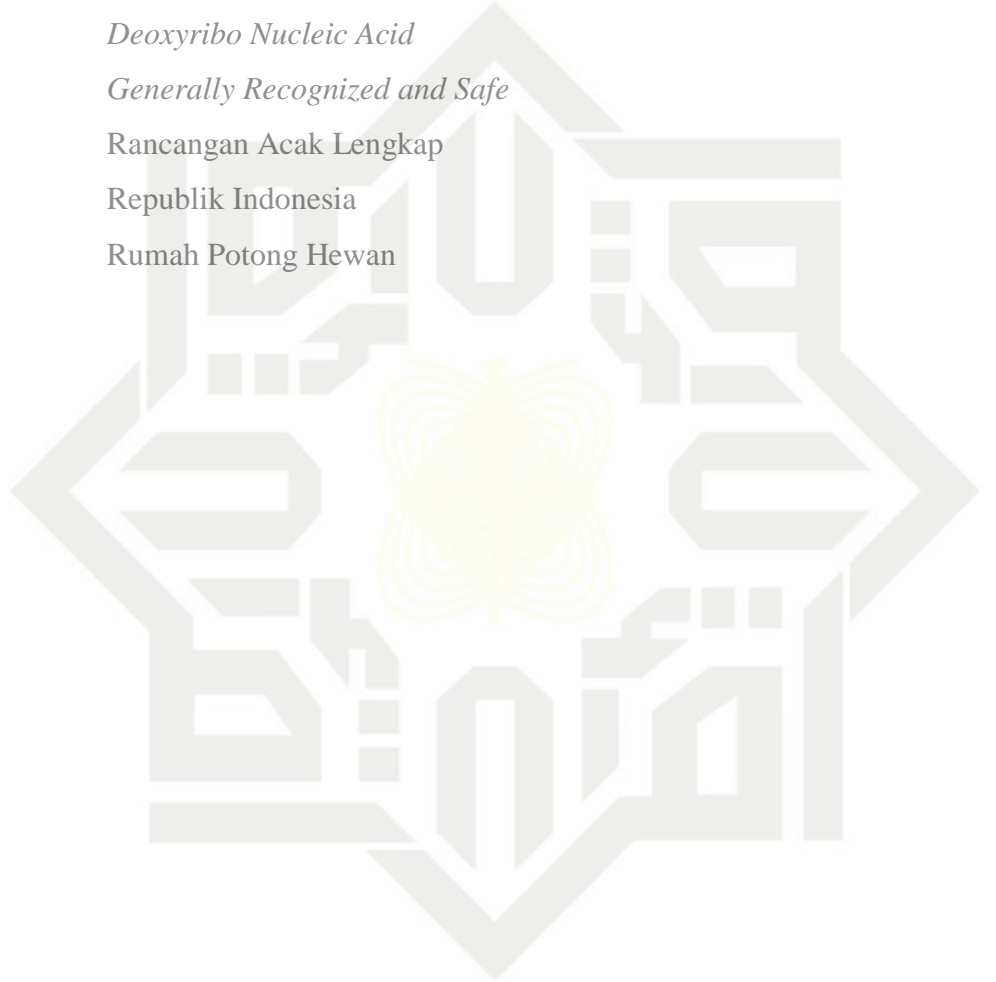 Deoxyribo Nucleic Acid
Generally Recognized and Safe
Rancangan Acak Lengkap
Republik Indonesia
Rumah Potong Hewan